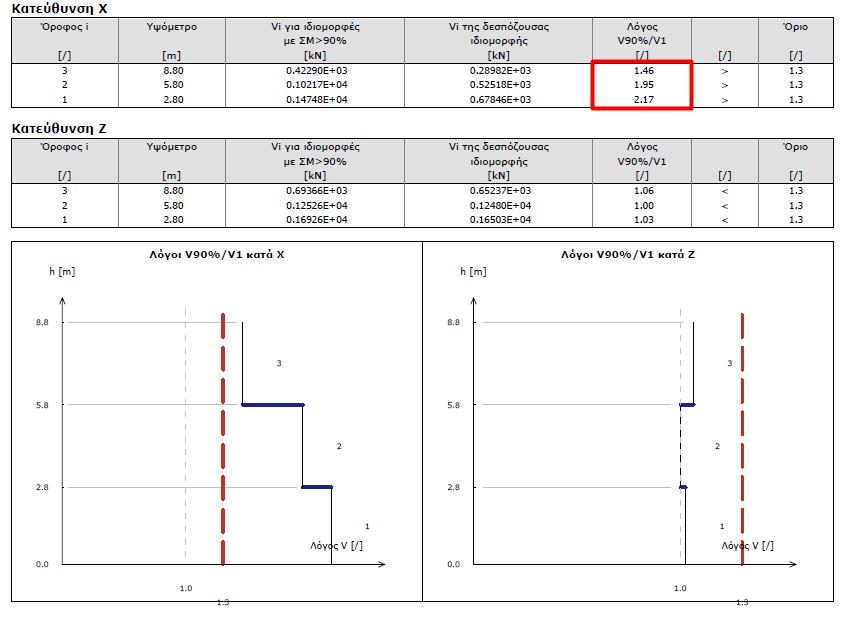 Κατεύθυνση X
Όροφος i Υψόμετρο Vi για ιδιομορφές Vi της δεσπόζουσας Λόγος Όριο
με ΣΜ>90% ιδιομορφής V90%/V1
[/] [m] [kN] [kN] [/] [/] [/]
3 8.80 0.42290E+03 0.28982E+03 1.46 > 1.3
2 5.80 0.10217E+04 0.52518E+03 1.95 > 1.3
1 2.80 0.14748E+04 0.67846E+03 2.17 > 1.3
Κατεύθυνση Z
Όροφος i Υψόμετρο Vi για ιδιομορφές Vi της δεσπόζουσας Λόγος Όριο
με ΣΜ>90% ιδιομορφής V90%/V1
[/] [m] [kN] [kN] [/] [/] [/]
3 8.80 0.69366E+03 0.65237E+03 1.06 < 1.3
2 5.80 0.12526E+04 0.12480E+04 1.00 < 1.3
1 2.80 0.16926E+04 0.16503E+04 1.03 < 1.3
Λόγοι V90%/V1 κατά X
h [m]
8.8
3
5.8
2
2.8
1
Λόγος V [/]
0.0
1.0
1.3
Λόγοι V90%/V1 κατά Z
h [m]
8.8
3
5.8
2
2.8
1
Λόγος V [/]
0.0
1.0
1.3